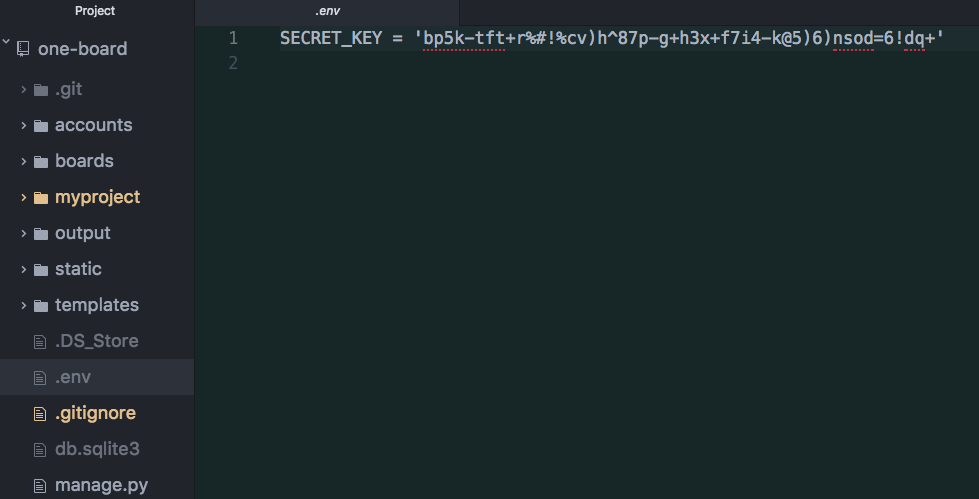 Project
.env
one-board
.git
accounts
boards
myproject
output
static
templates
.DS_Store
.env
.gitignore
db.sqlite3
manage.py
1 SECRET_KEY = 'bp5k-tft+r%#!%cv)h^87p-g+h3x+f7i4-k@5)6)nsod=6!dq+'
2